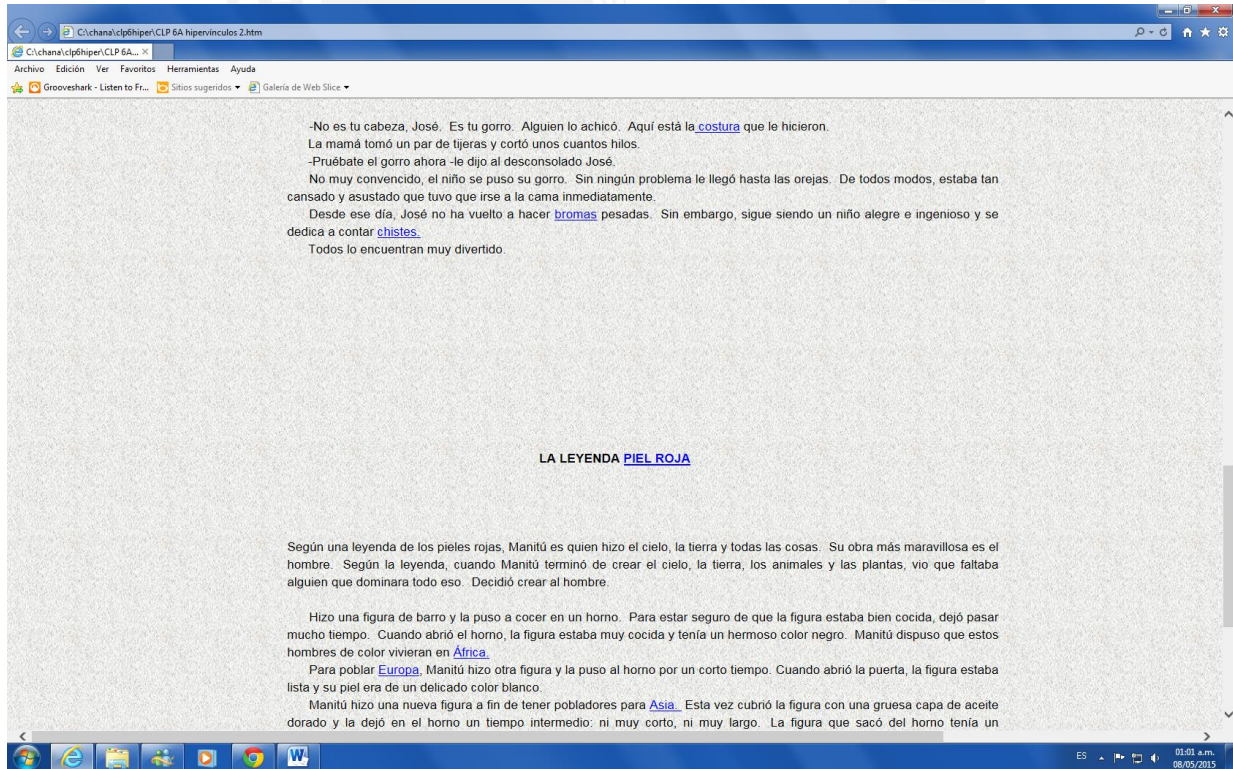 C:\chana\clp6hiper\CLP 6A hipervínculos 2.htm
C:\chana\clp6hiper\CLP 6A...
Archivo Edición Ver Favoritos Herramientas Ayuda
Grooveshark - Listen to Fr... Sitios sugeridos Galería de Web Slice
-No es tu cabeza, José. Es tu gorro. Alguien lo achicó. Aquí está la costura que le hicieron.
La mamá tomó un par de tijeras y cortó unos cuantos hilos.
-Pruébate el gorro ahora -le dijo al desconsolado José.
No muy convencido, el niño se puso su gorro. Sin ningún problema le llegó hasta las orejas. De todos modos, estaba tan
cansado y asustado que tuvo que irse a la cama inmediatamente.
Desde ese día, José no ha vuelto a hacer bromas pesadas. Sin embargo, sigue siendo un niño alegre e ingenioso y se
dedica a contar chistes.
Todos lo encuentran muy divertido.
LA LEYENDA PIEL ROJA
Según una leyenda de los pieles rojas, Manitú es quien hizo el cielo, la tierra y todas las cosas. Su obra más maravillosa es el
hombre. Según la leyenda, cuando Manitú terminó de crear el cielo, la tierra, los animales y las plantas, vio que faltaba
alguien que dominara todo eso. Decidió crear al hombre.
Hizo una figura de barro y la puso a cocer en un horno. Para estar seguro de que la figura estaba bien cocida, dejó pasar
mucho tiempo. Cuando abrió el horno, la figura estaba muy cocida y tenía un hermoso color negro. Manitú dispuso que estos
hombres de color vivieran en África.
Para poblar Europa, Manitú hizo otra figura y la puso al horno por un corto tiempo. Cuando abrió la puerta, la figura estaba
lista y su piel era de un delicado color blanco.
Manitú hizo una nueva figura a fin de tener pobladores para Asia. Esta vez cubrió la figura con una gruesa capa de aceite
dorado y la dejó en el horno un tiempo intermedio: ni muy corto, ni muy largo. La figura que sacó del horno tenía un
ES 01:01 a.m.
08/05/2015